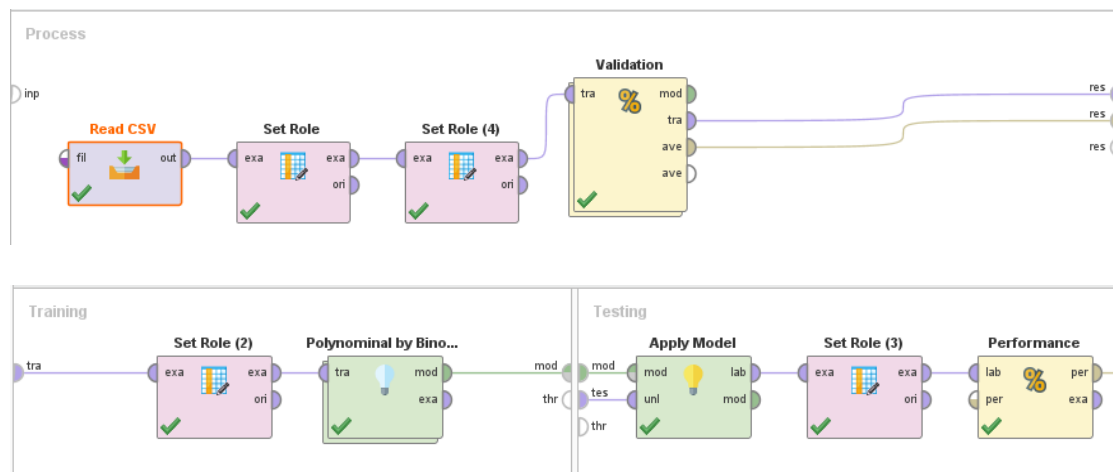 Process
inp
Read CSV
fil out
Set Role
exa exa
ori
Set Role (4)
exa exa
ori
Validation
tra mod
tra
ave
ave
res
res
res
Training
tra
Set Role (2)
exa exa
ori
Polynominal by Bino...
tra mod
exa
mod
thr
Testing
mod
tes
thr
Apply Model
mod lab
unl mod
Set Role (3)
exa exa
ori
Performance
lab per
per exa